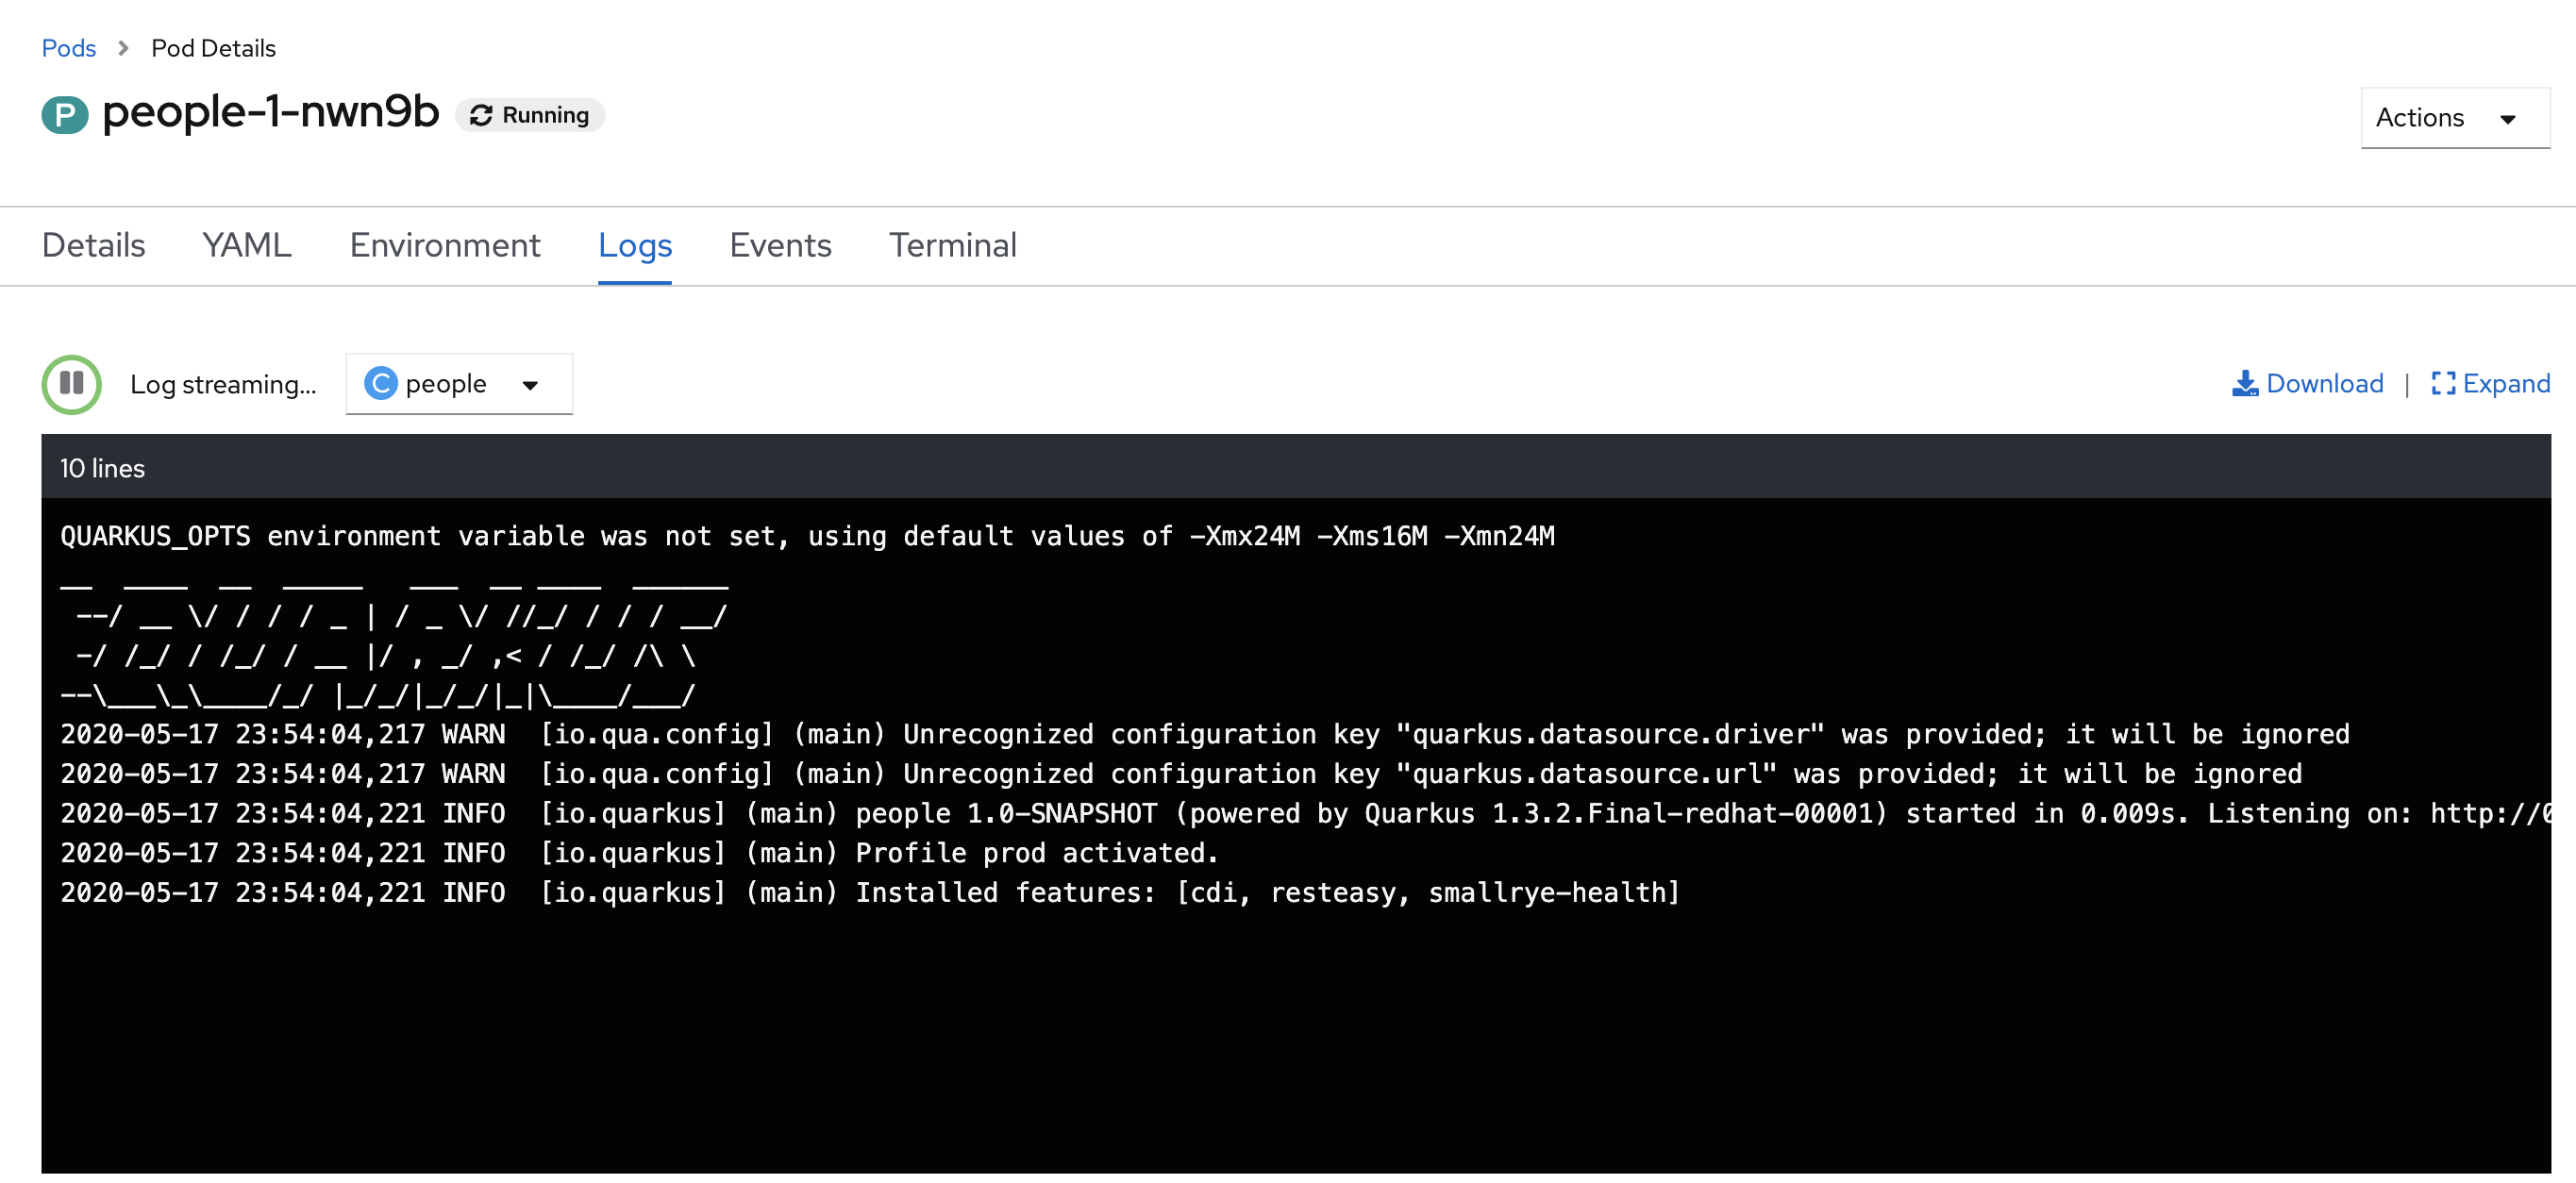 Pods > Pod Details
P people-1-nwn9b Running
Actions
Details YAML Environment Logs Events Terminal
Log streaming... C people Download | Expand
10 lines
QUARKUS_OPTS environment variable was not set, using default values of -Xmx24M -Xms16M -Xmn24M
__  ____  __  _____   ___  __ ____  ______
 --/ __ \/ / / / _ | / _ \/ //_/ / / / __/
 -/ /_/ / /_/ / __ |/ , _/ ,< / /_/ /\ \
--\___\_\____/_/ |_/_/|_/_/|_|\____/___/
2020-05-17 23:54:04,217 WARN  [io.qua.config] (main) Unrecognized configuration key "quarkus.datasource.driver" was provided; it will be ignored
2020-05-17 23:54:04,217 WARN  [io.qua.config] (main) Unrecognized configuration key "quarkus.datasource.url" was provided; it will be ignored
2020-05-17 23:54:04,221 INFO  [io.quarkus] (main) people 1.0-SNAPSHOT (powered by Quarkus 1.3.2.Final-redhat-00001) started in 0.009s. Listening on: http://0
2020-05-17 23:54:04,221 INFO  [io.quarkus] (main) Profile prod activated.
2020-05-17 23:54:04,221 INFO  [io.quarkus] (main) Installed features: [cdi, resteasy, smallrye-health]